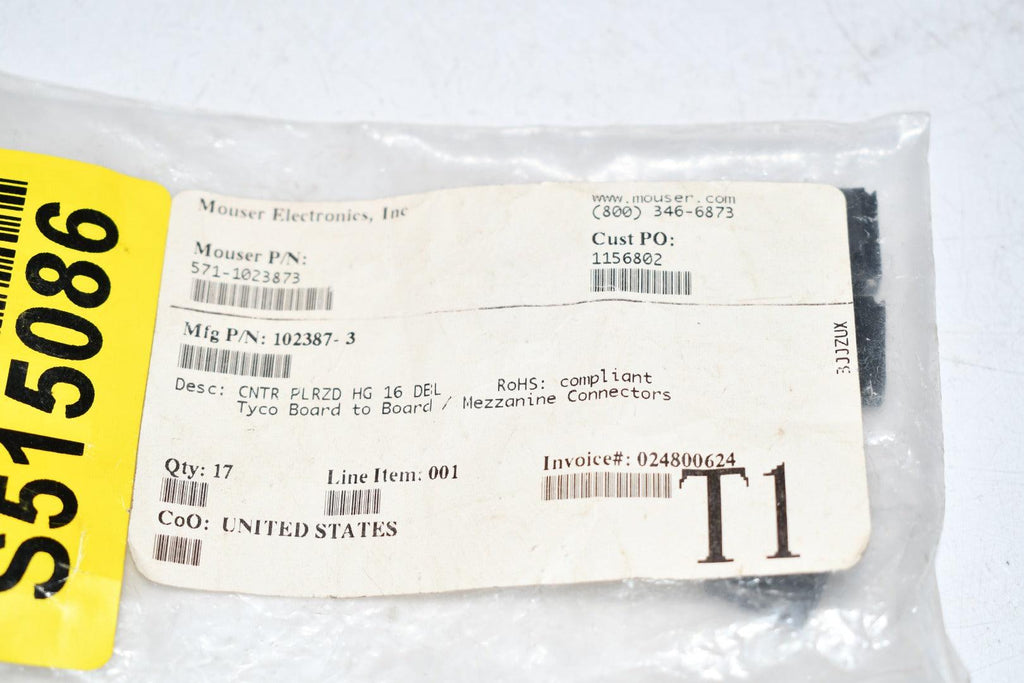 S515086
Mouser Electronics, Inc
www.mouser.com
(800) 346-6873
Mouser P/N:
571-1023873
Cust PO:
1156802
Mfg P/N: 102387- 3
Desc: CNTR PLRZD HG 16 DBL RoHS: compliant
Tyco Board to Board / Mezzanine Connectors
Qty: 17
Line Item: 001
Invoice#: 024800624
CoO: UNITED STATES
T1